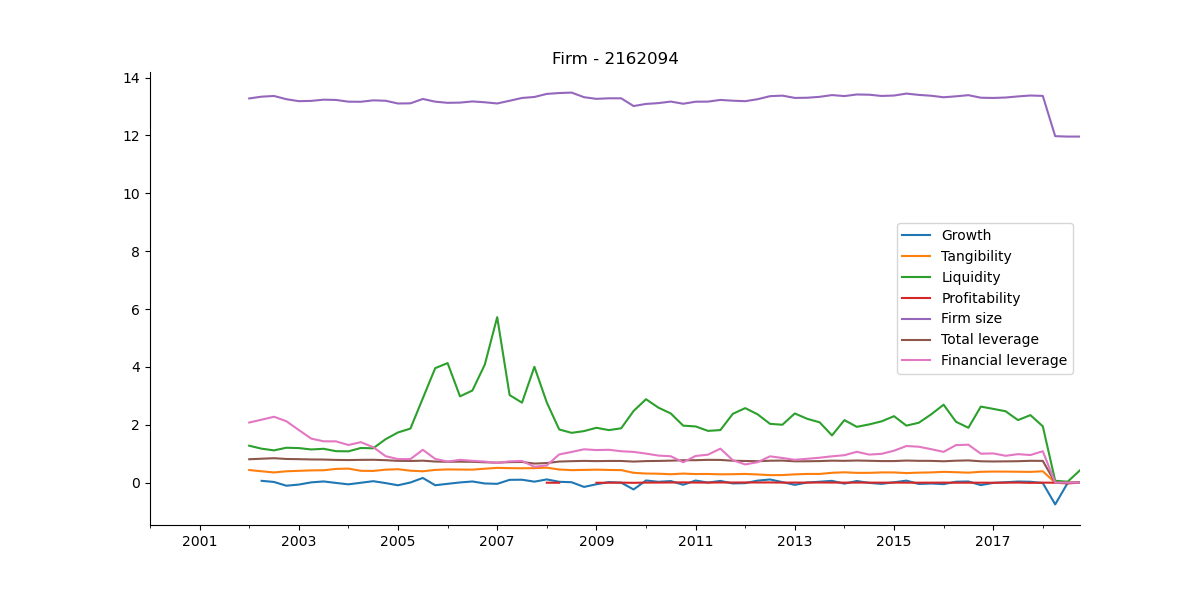 Firm - 2162094
14
12
10
8
6
4
2
0
2001 2003 2005 2007 2009 2011 2013 2015 2017
Growth
Tangibility
Liquidity
Profitability
Firm size
Total leverage
Financial leverage